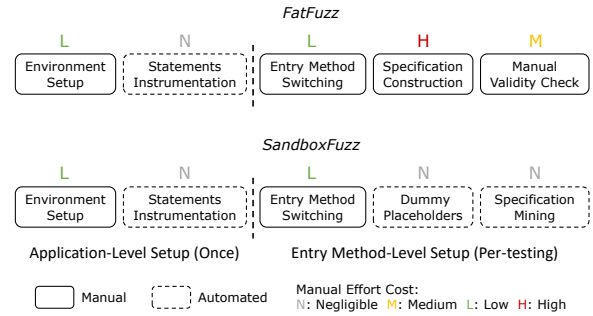 FatFuzz
L N L H M
Environment Setup Statements Instrumentation Entry Method Switching Specification Construction Manual Validity Check
SandboxFuzz
L N L N N
Environment Setup Statements Instrumentation Entry Method Switching Dummy Placeholders Specification Mining
Application-Level Setup (Once) Entry Method-Level Setup (Per-testing)
Manual Automated
Manual Effort Cost:
N: Negligible M: Medium L: Low H: High